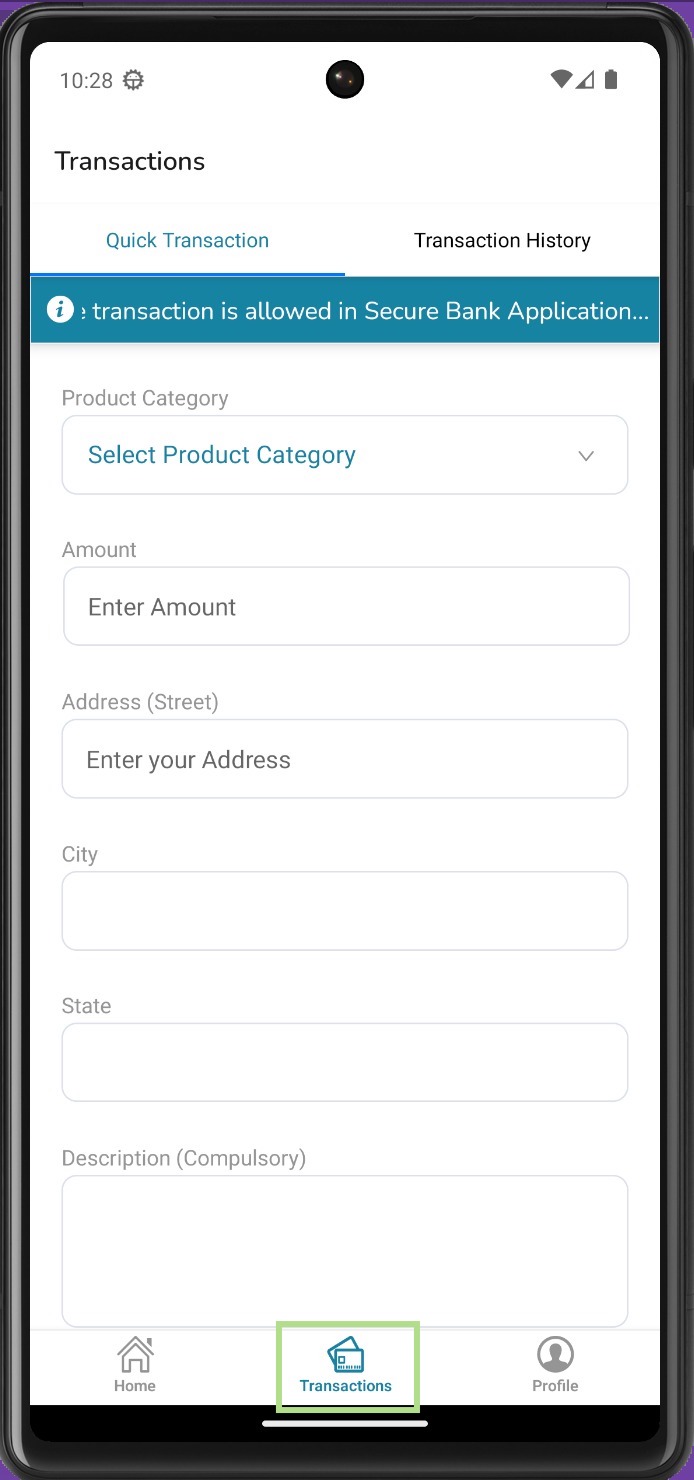 10:28
Transactions
Quick Transaction Transaction History
transaction is allowed in Secure Bank Application...
Product Category
Select Product Category
Amount
Enter Amount
Address (Street)
Enter your Address
City
State
Description (Compulsory)
Home Transactions Profile